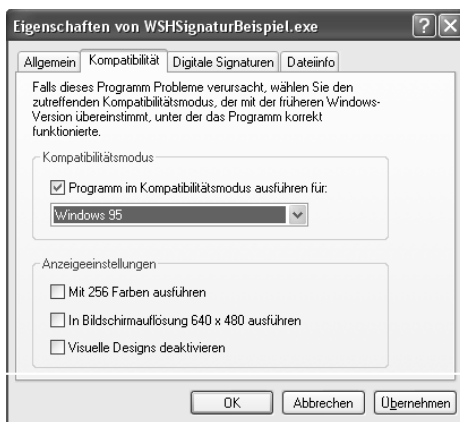 Eigenschaften von WSHSignaturBeispiel.exe
Allgemein Kompatibilität Digitale Signaturen Dateiinfo
Falls dieses Programm Probleme verursacht, wählen Sie den
zutreffenden Kompatibilitätsmodus, der mit der früheren Windows-
Version übereinstimmt, unter der das Programm korrekt
funktionierte.
Kompatibilitätsmodus
Programm im Kompatibilitätsmodus ausführen für:
Windows 95
Anzeigeeinstellungen
Mit 256 Farben ausführen
In Bildschirmauflösung 640 x 480 ausführen
Visuelle Designs deaktivieren
OK Abbrechen Übernehmen